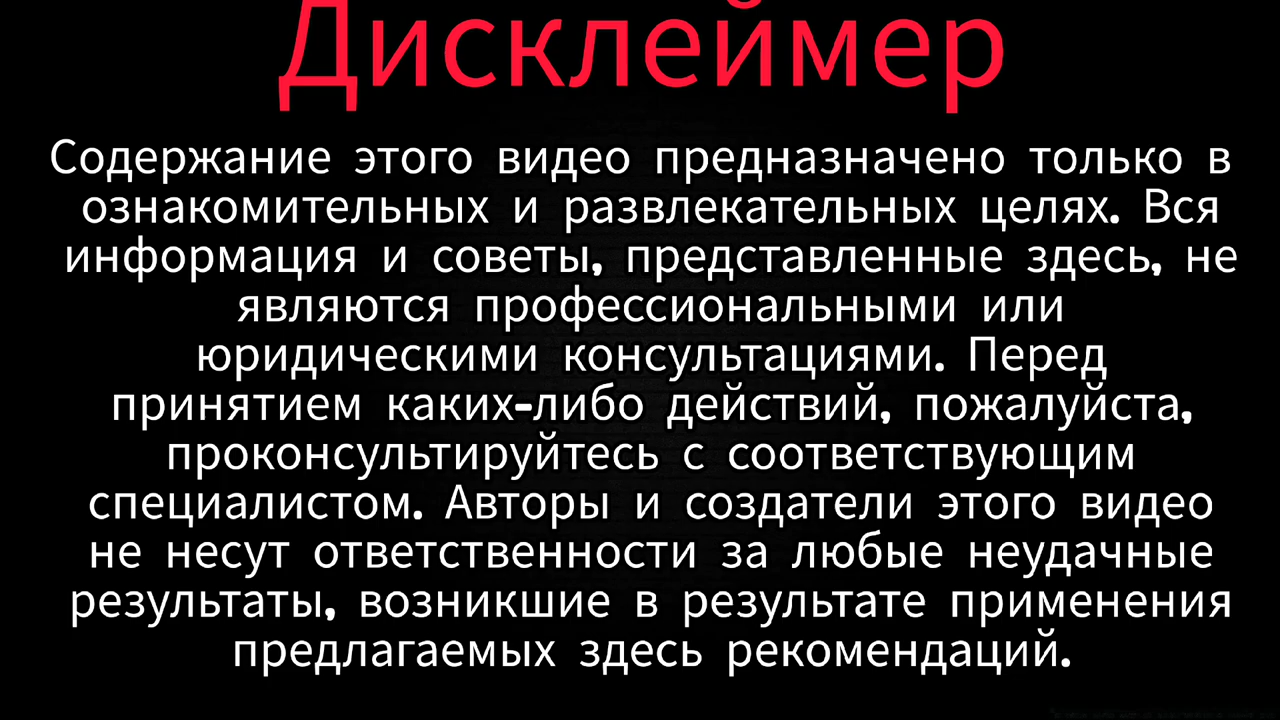 Дисклеймер
Содержание этого видео предназначено только в
ознакомительных и развлекательных целях. Вся
информация и советы, представленные здесь, не
являются профессиональными или
юридическими консультациями. Перед
принятием каких-либо действий, пожалуйста,
проконсультируйтесь с соответствующим
специалистом. Авторы и создатели этого видео
не несут ответственности за любые неудачные
результаты, возникшие в результате применения
предлагаемых здесь рекомендаций.